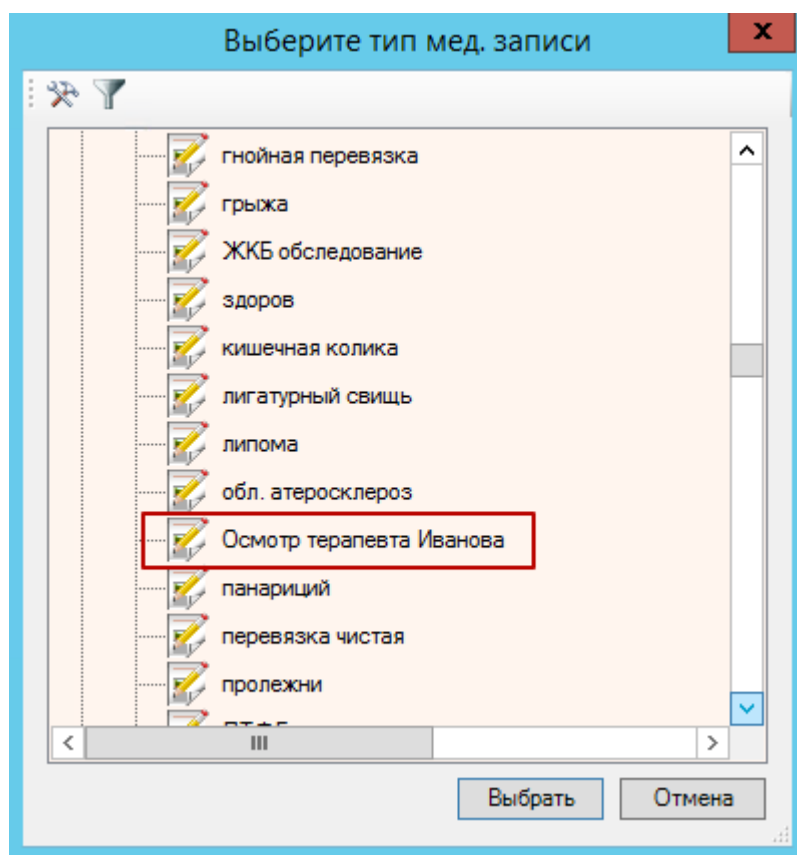 Выберите тип мед. записи
гнойная перевязка
грыжа
ЖКБ обследование
здоров
кишечная колика
лигатурный свищь
липома
обл. атеросклероз
Осмотр терапевта Иванова
панариций
перевязка чистая
пролежни
Выбрать
Отмена